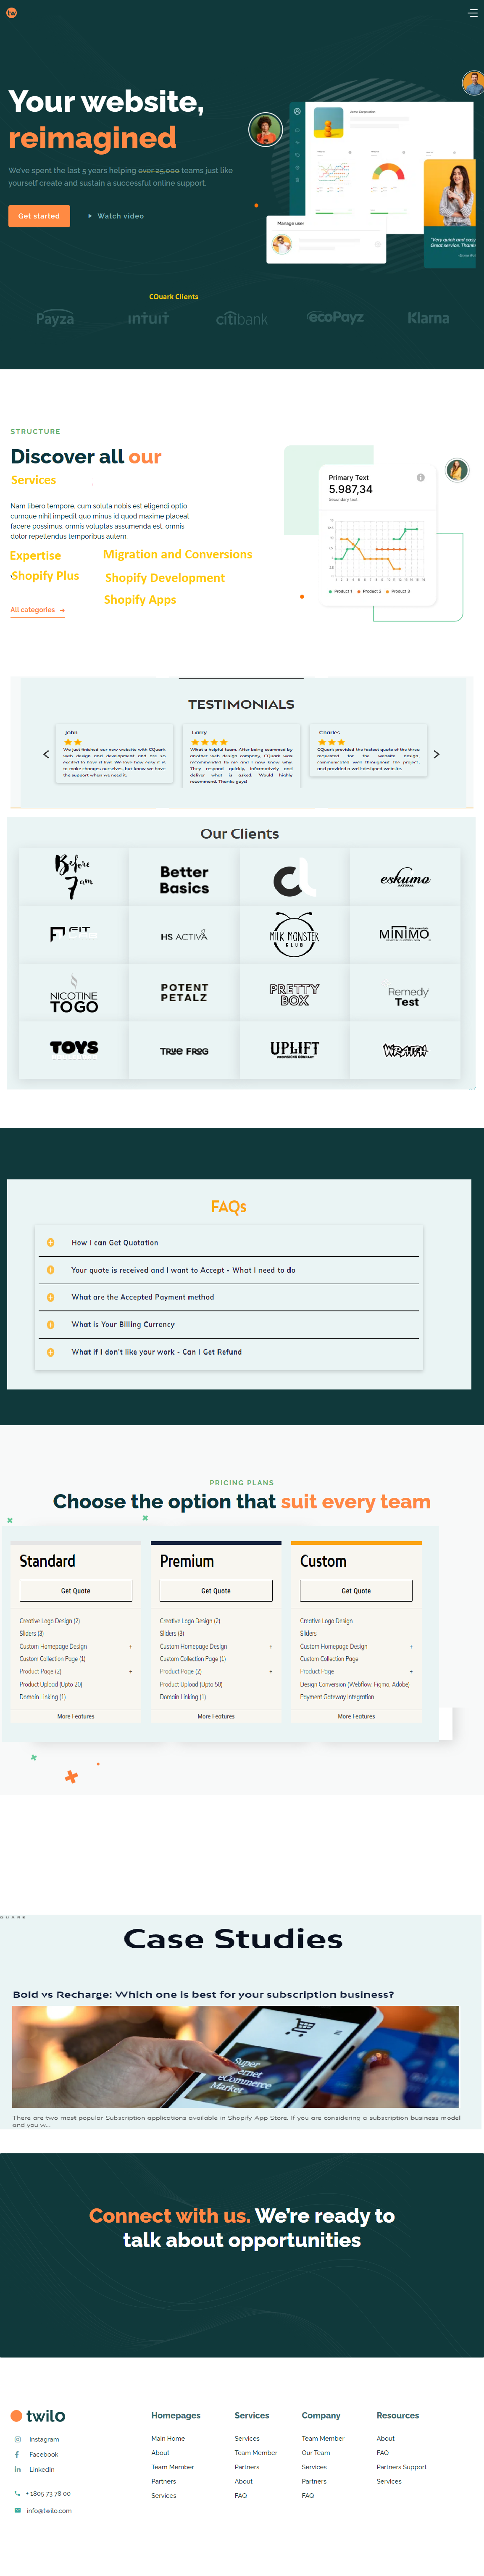 tw
Your website,
reimagined
We've spent the last 5 years helping over 25,000 teams just like
yourself create and sustain a successful online support.
Get started
Watch video
Acme Corporation
Manage user
"Very quick and easy
Great service. Thanks
CQuark Clients
Payza
intuit
citibank
ecoPayz
Klarna
STRUCTURE
Discover all our
Services
Nam libero tempore, cum soluta nobis est eligendi optio
cumque nihil impedit quo minus id quod maxime placeat
facere possimus, omnis voluptas assumenda est, omnis
dolor repellendus temporibus autem.
Expertise
Migration and Conversions
Shopify Plus
Shopify Development
Shopify Apps
All categories
Primary Text
5.987,34
Secondary text
Product 1
Product 2
Product 3
TESTIMONIALS
John
We just finished our new website with CQuark
web design and development and are so
excited to have it live! We love how easy it is
to make changes ourselves, but know we have
the support when we need it.
Larry
What a helpful team. After being scammed by
another web design company, CQuark was
recommended to me and I now know why.
They respond quickly, informatively and
deliver what is asked. Would highly
recommend. Thanks guys!
Charles
CQuark provided the fastest quote of the three
requested for the website design,
communicated well throughout the project,
and provided a well-designed website.
Our Clients
Before
7am
Better
Basics
eskuma
NATURAL
FIT
HS ACTIVA
MILK MONSTER
CLUB
MINIMO
NICOTINE
TO GO
POTENT
PETALZ
PRETTY
BOX
Remedy
Test
TOYS
TRUE FROG
UPLIFT
PROVISIONS COMPANY
WRAITH
FAQs
How I can Get Quotation
Your quote is received and I want to Accept - What I need to do
What are the Accepted Payment method
What is Your Billing Currency
What if I don't like your work - Can I Get Refund
PRICING PLANS
Choose the option that suit every team
Standard
Get Quote
Creative Logo Design (2)
Sliders (3)
Custom Homepage Design
+
Custom Collection Page (1)
Product Page (2)
+
Product Upload (Upto 20)
Domain Linking (1)
More Features
Premium
Get Quote
Creative Logo Design (2)
Sliders (3)
Custom Homepage Design
+
Custom Collection Page (1)
Product Page (2)
+
Product Upload (Upto 50)
Domain Linking (1)
More Features
Custom
Get Quote
Creative Logo Design
Sliders
Custom Homepage Design
+
Custom Collection Page
Product Page
+
Design Conversion (Webflow, Figma, Adobe)
Payment Gateway Integration
More Features
Case Studies
Bold vs Recharge: Which one is best for your subscription business?
Super
Internet
eCommerce
Market
There are two most popular Subscription applications available in Shopify App Store. If you are considering a subscription business model
and you w...
Connect with us. We're ready to
talk about opportunities
twilo
Instagram
Facebook
LinkedIn
+ 1805 73 78 00
info@twilo.com
Homepages
Main Home
About
Team Member
Partners
Services
Services
Services
Team Member
Partners
About
FAQ
Company
Team Member
Our Team
Services
Partners
FAQ
Resources
About
FAQ
Partners Support
Services